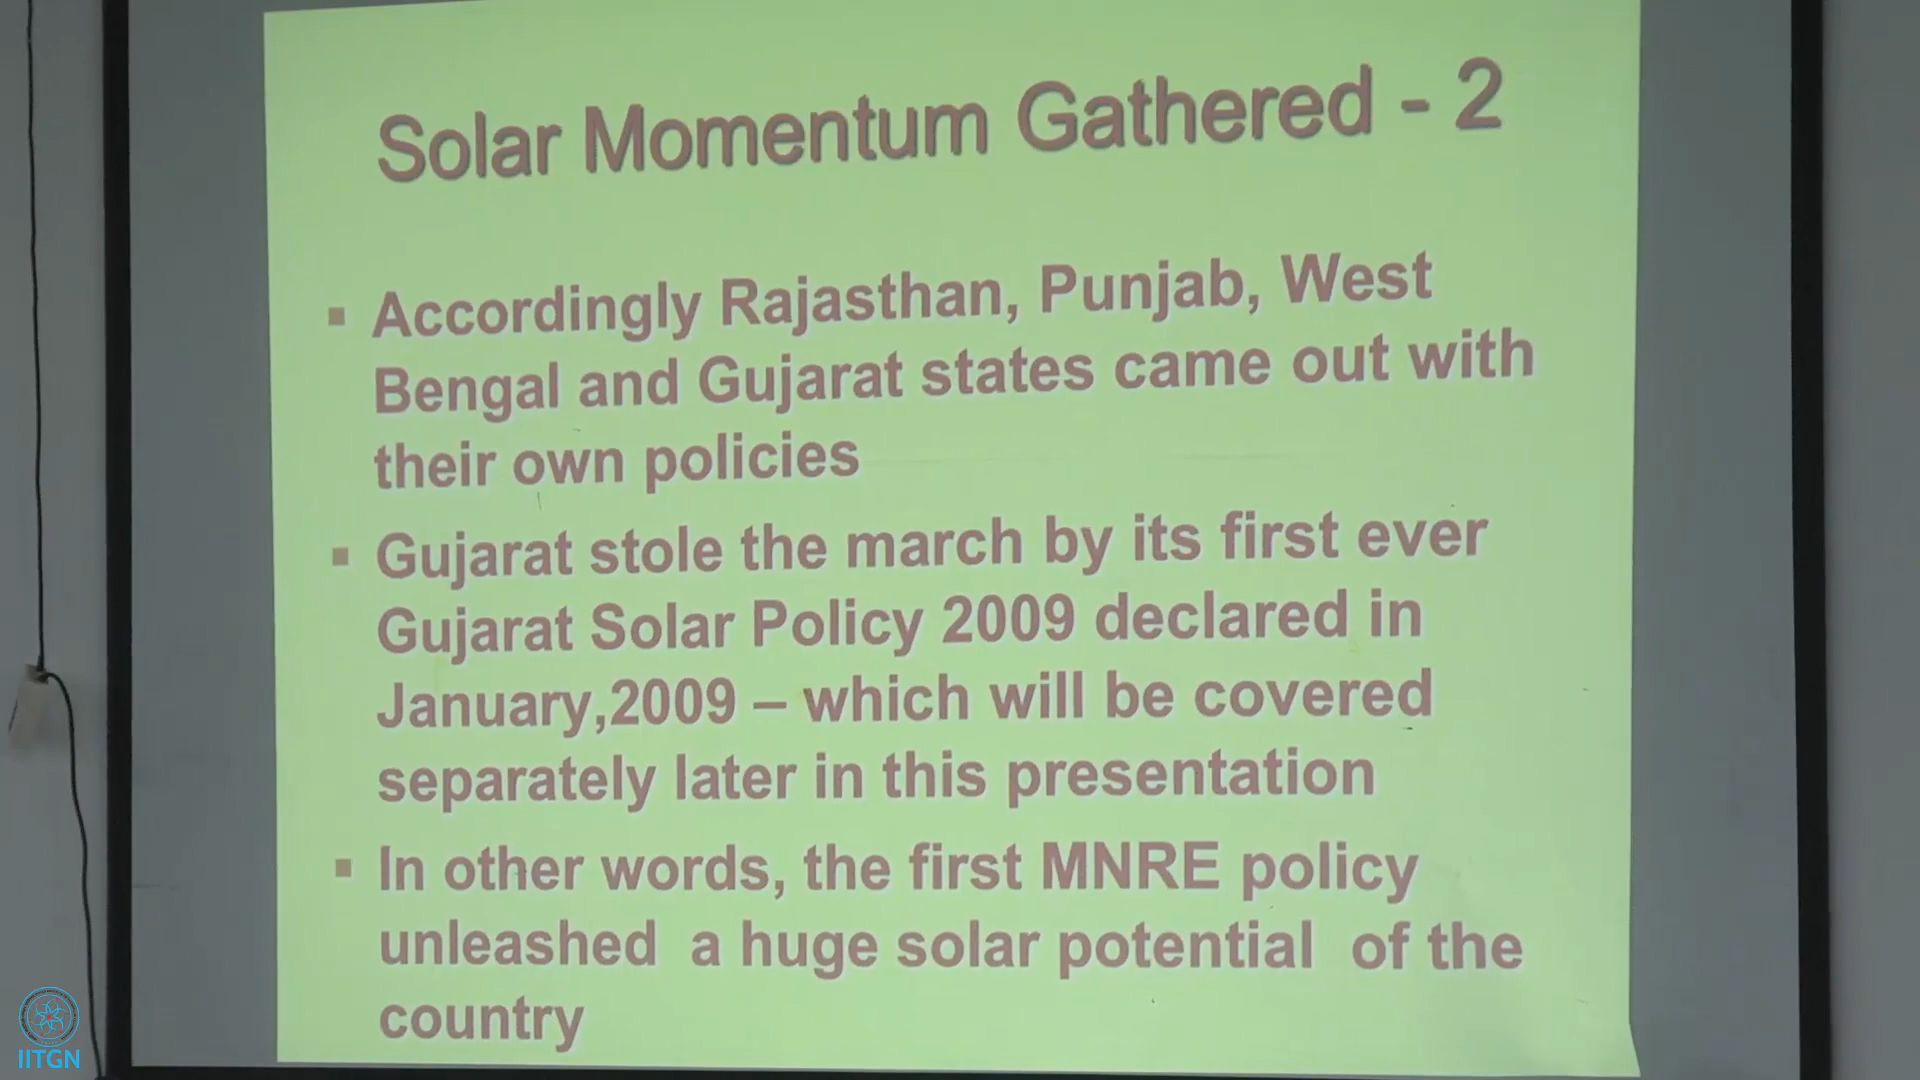 Solar Momentum Gathered - 2
▪ Accordingly Rajasthan, Punjab, West
Bengal and Gujarat states came out with
their own policies
▪ Gujarat stole the march by its first ever
Gujarat Solar Policy 2009 declared in
January,2009 – which will be covered
separately later in this presentation
▪ In other words, the first MNRE policy
unleashed a huge solar potential of the
country
IITGN